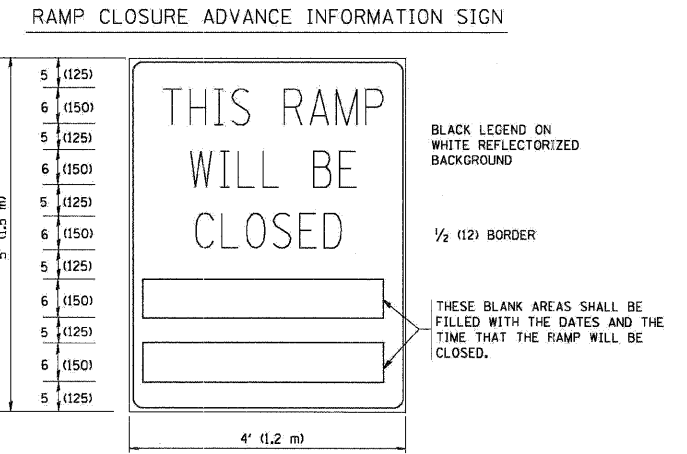 RAMP CLOSURE ADVANCE INFORMATION SIGN
5 (125)
6 (150)
5 (125)
6 (150)
5 (125)
6 (150)
5 (125)
6 (150)
5 (125)
6 (150)
5 (125)
5' (1.5 m)
THIS RAMP
WILL BE
CLOSED
BLACK LEGEND ON
WHITE REFLECTORIZED
BACKGROUND
½ (12) BORDER
THESE BLANK AREAS SHALL BE
FILLED WITH THE DATES AND THE
TIME THAT THE RAMP WILL BE
CLOSED.
4' (1.2 m)